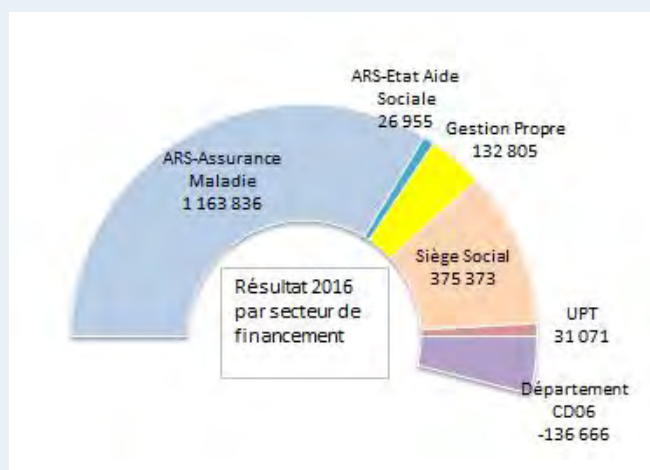 ARS-Etat Aide
Sociale
26 955
Gestion Propre
132 805
ARS-Assurance
Maladie
1 163 836
Siège Social
375 373
Résultat 2016
par secteur de
financement
UPT
31 071
Département
CD06
-136 666